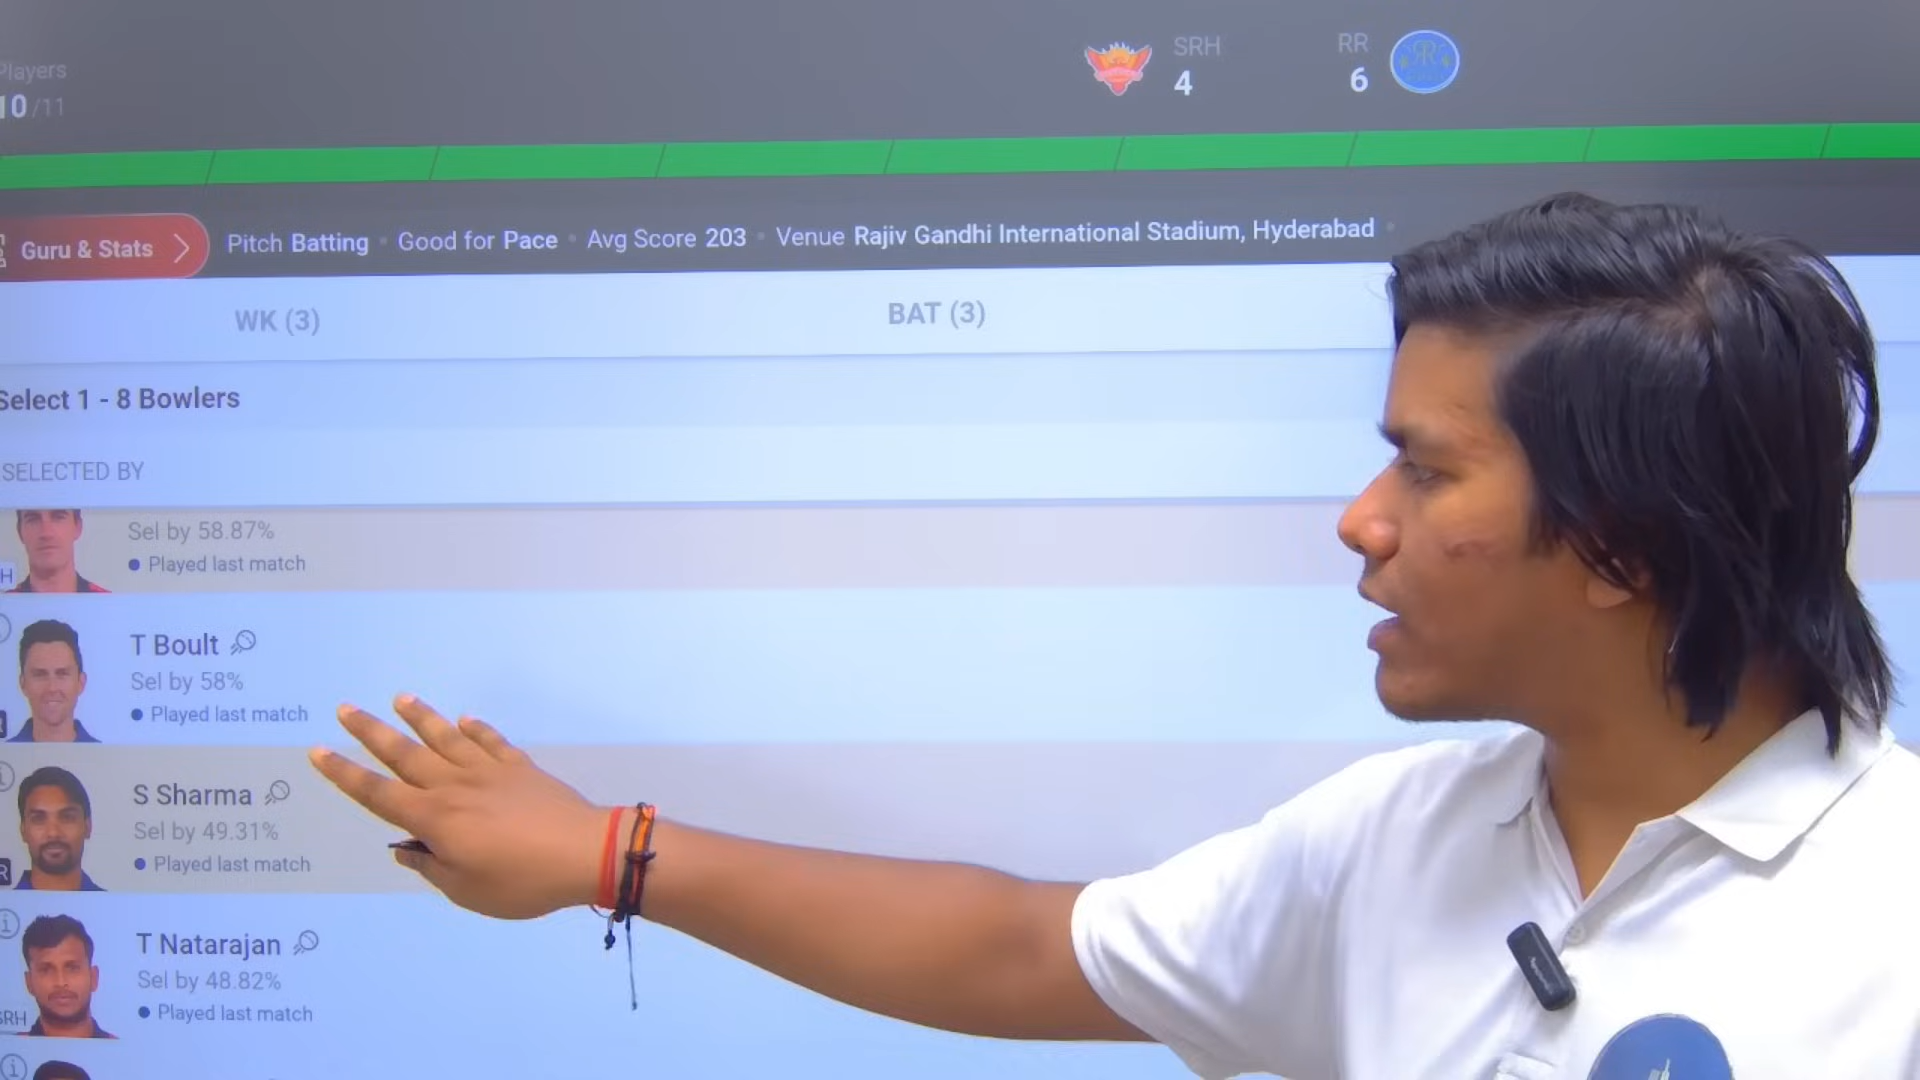 Players
10/11
SRH
4
RR
6
Guru & Stats
Pitch Batting • Good for Pace • Avg Score 203 • Venue Rajiv Gandhi International Stadium, Hyderabad
WK (3)
BAT (3)
Select 1 - 8 Bowlers
SELECTED BY
Sel by 58.87%
Played last match
T Boult
Sel by 58%
Played last match
S Sharma
Sel by 49.31%
Played last match
T Natarajan
Sel by 48.82%
Played last match
SRH